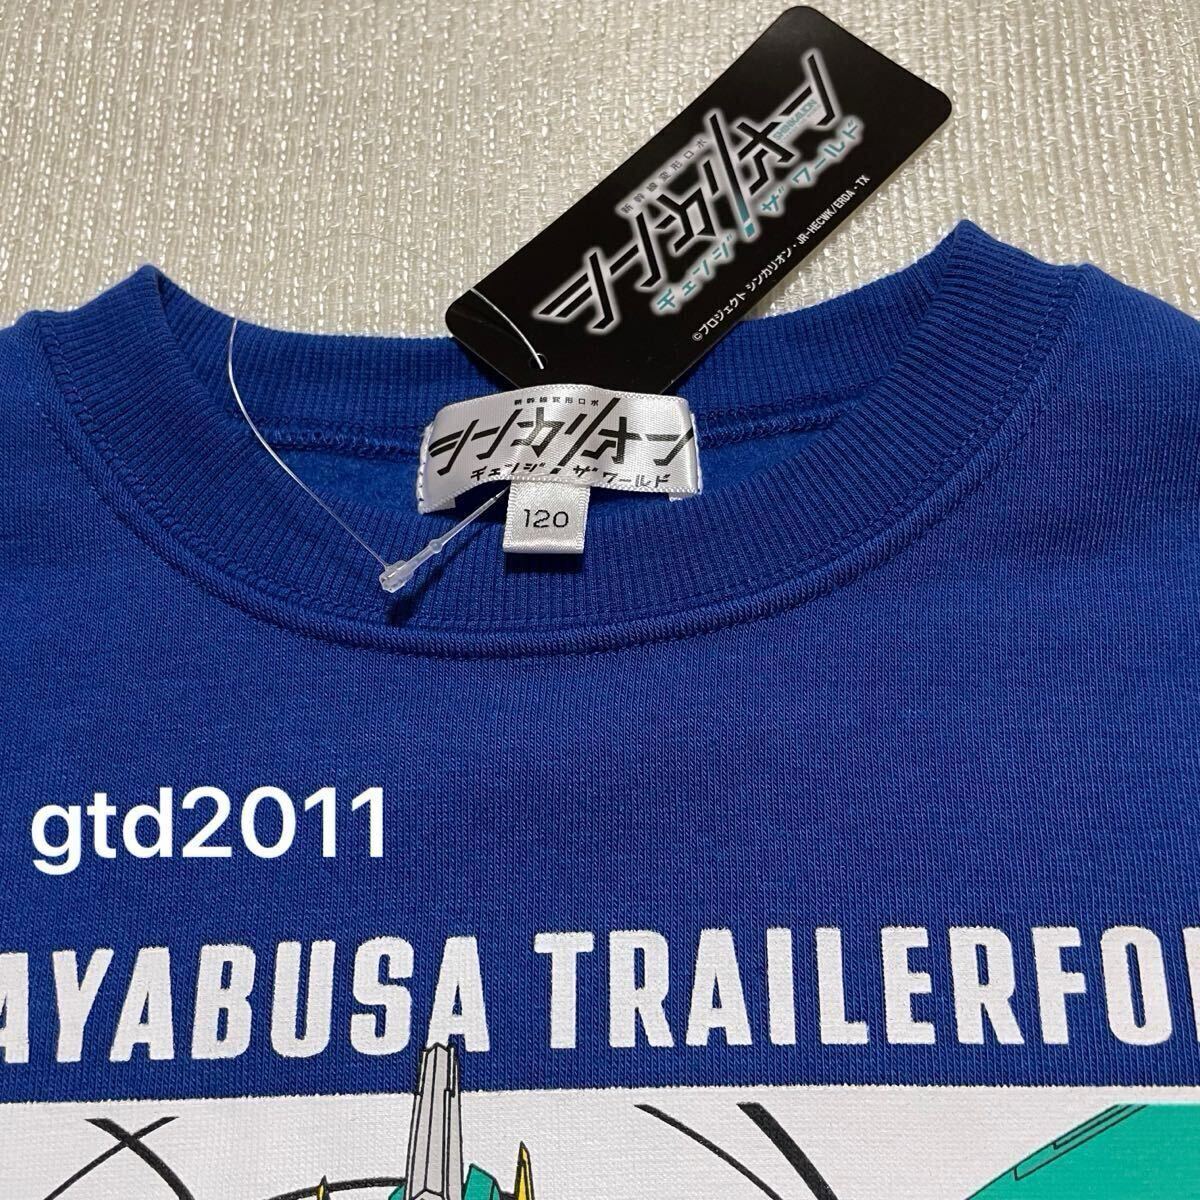 新幹線変形ロボ
シンカリオン
SHINKALION
チェンジ・ザ・ワールド
©プロジェクト シンカリオン・JR-HECWK/ERDA・TX
新幹線変形ロボ
シンカリオン
チェンジ・ザ・ワールド
120
gtd2011
AYABUSA TRAILERFO